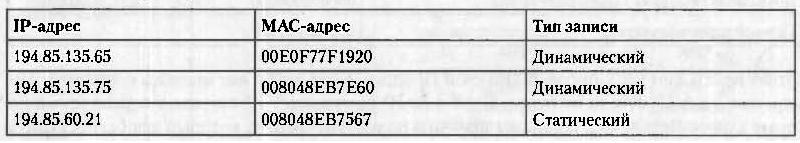 IP-адрес MAC-адрес Тип записи
194.85.135.65 00E0F77F1920 Динамический
194.85.135.75 008048EB7E60 Динамический
194.85.60.21 008048EB7567 Статический